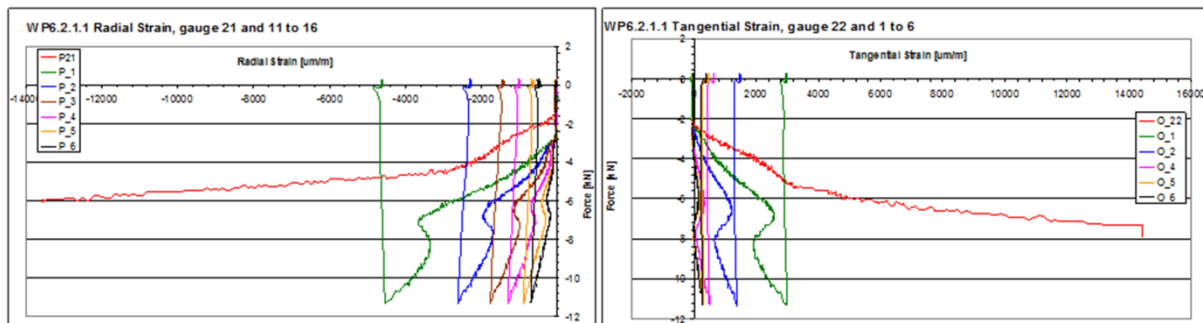 WP6.2.1.1 Radial Strain, gauge 21 and 11 to 16
Radial Strain [um/m]
P21
P_1
P_2
P_3
P_4
P_5
P_6
-14000 -12000 -10000 -8000 -6000 -4000 -2000
2
0
-2
-4
-6
-8
-10
-12
Force [kN]
WP6.2.1.1 Tangential Strain, gauge 22 and 1 to 6
Tangential Strain [um/m]
-2000 0 2000 4000 6000 8000 10000 12000 14000 16000
2
0
-2
-4
-6
-8
-10
-12
Force [kN]
O_22
O_1
O_2
O_4
O_5
O_6